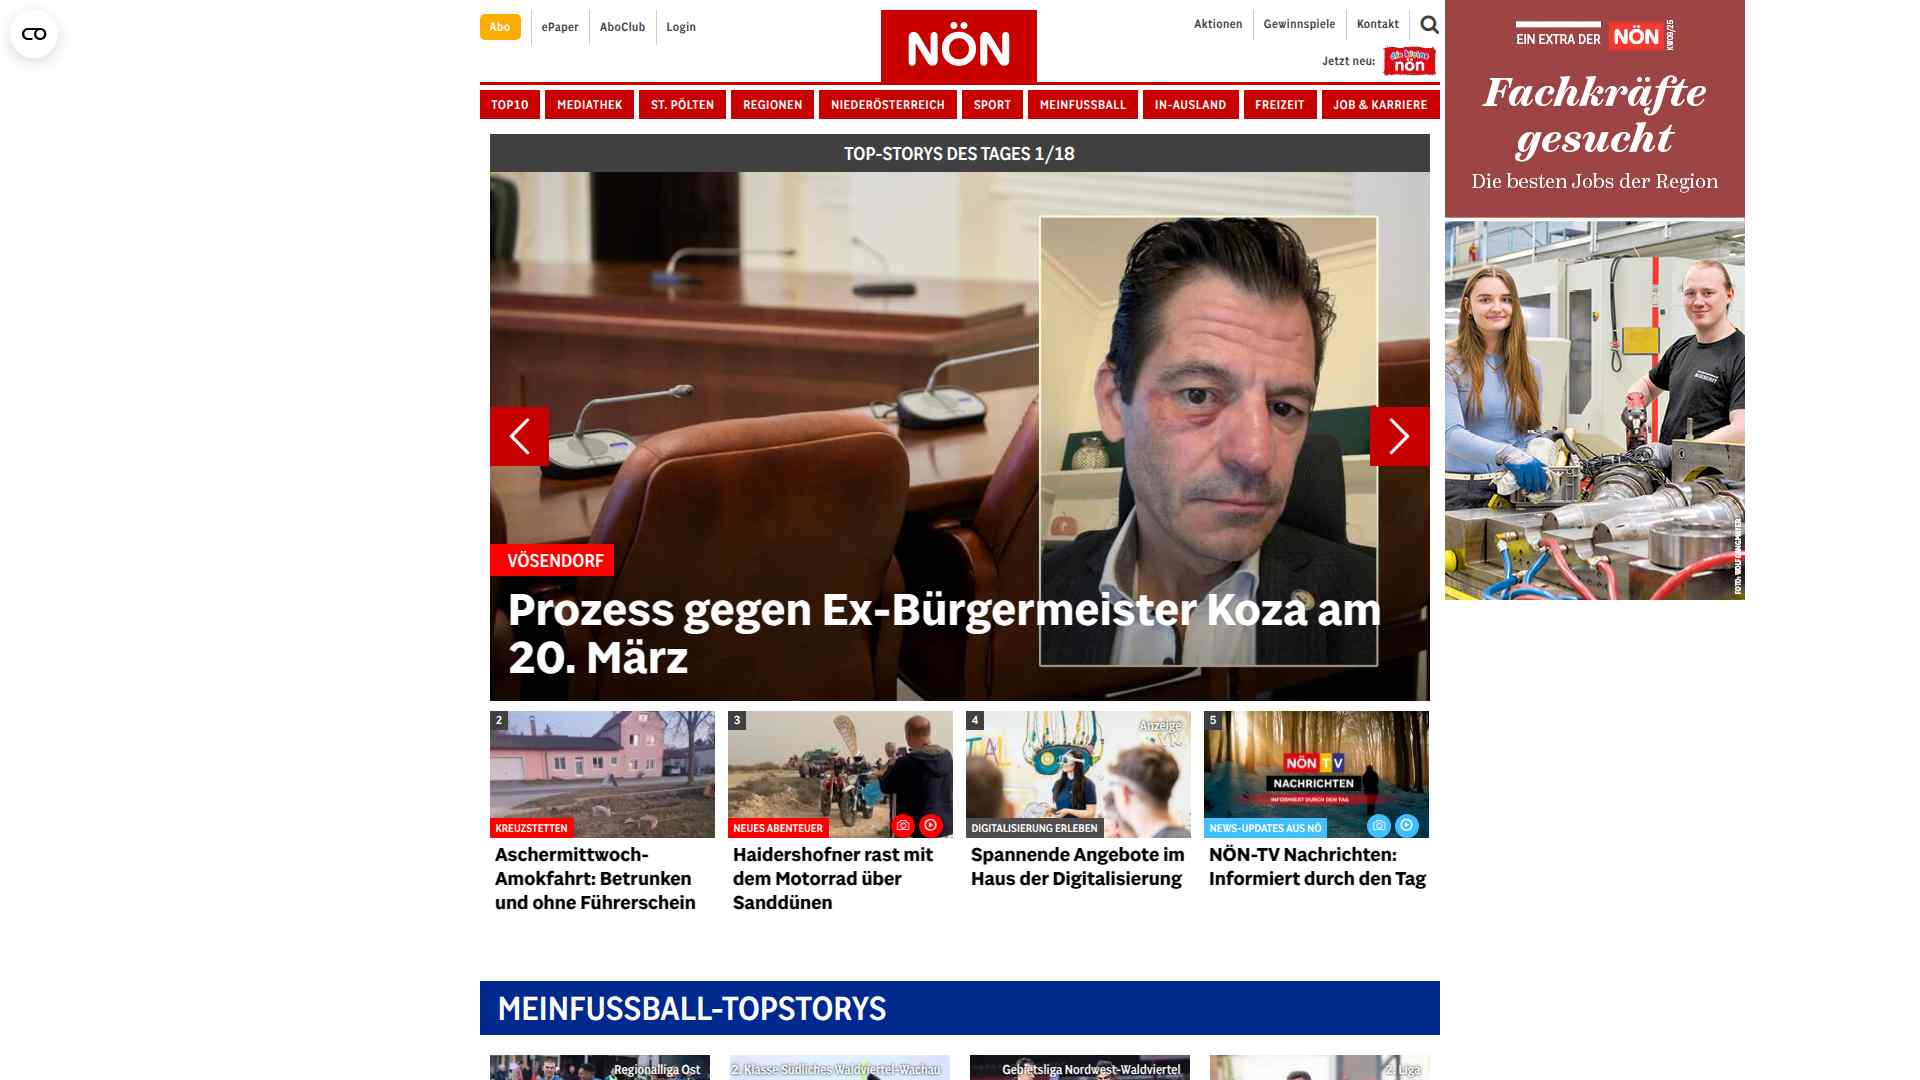 Abo
ePaper
AboClub
Login
NÖN
Aktionen
Gewinnspiele
Kontakt
Jetzt neu:
die kleine
nön
TOP10
MEDIATHEK
ST. PÖLTEN
REGIONEN
NIEDERÖSTERREICH
SPORT
MEINFUSSBALL
IN-AUSLAND
FREIZEIT
JOB & KARRIERE
EIN EXTRA DER NÖN
KW09/25
Fachkräfte
gesucht
Die besten Jobs der Region
TOP-STORYS DES TAGES 1/18
VÖSENDORF
Prozess gegen Ex-Bürgermeister Koza am
20. März
2
KREUZSTETTEN
Aschermittwoch-
Amokfahrt: Betrunken
und ohne Führerschein
3
NEUES ABENTEUER
Haidershofner rast mit
dem Motorrad über
Sanddünen
4
Anzeige
DIGITALISIERUNG ERLEBEN
Spannende Angebote im
Haus der Digitalisierung
5
NÖN TV
NACHRICHTEN
INFORMIERT DURCH DEN TAG
NEWS-UPDATES AUS NÖ
NÖN-TV Nachrichten:
Informiert durch den Tag
MEINFUSSBALL-TOPSTORYS
Regionalliga Ost
2. Klasse Südliches Waldviertel-Wachau
Gebietsliga Nordwest-Waldviertel
2. Liga